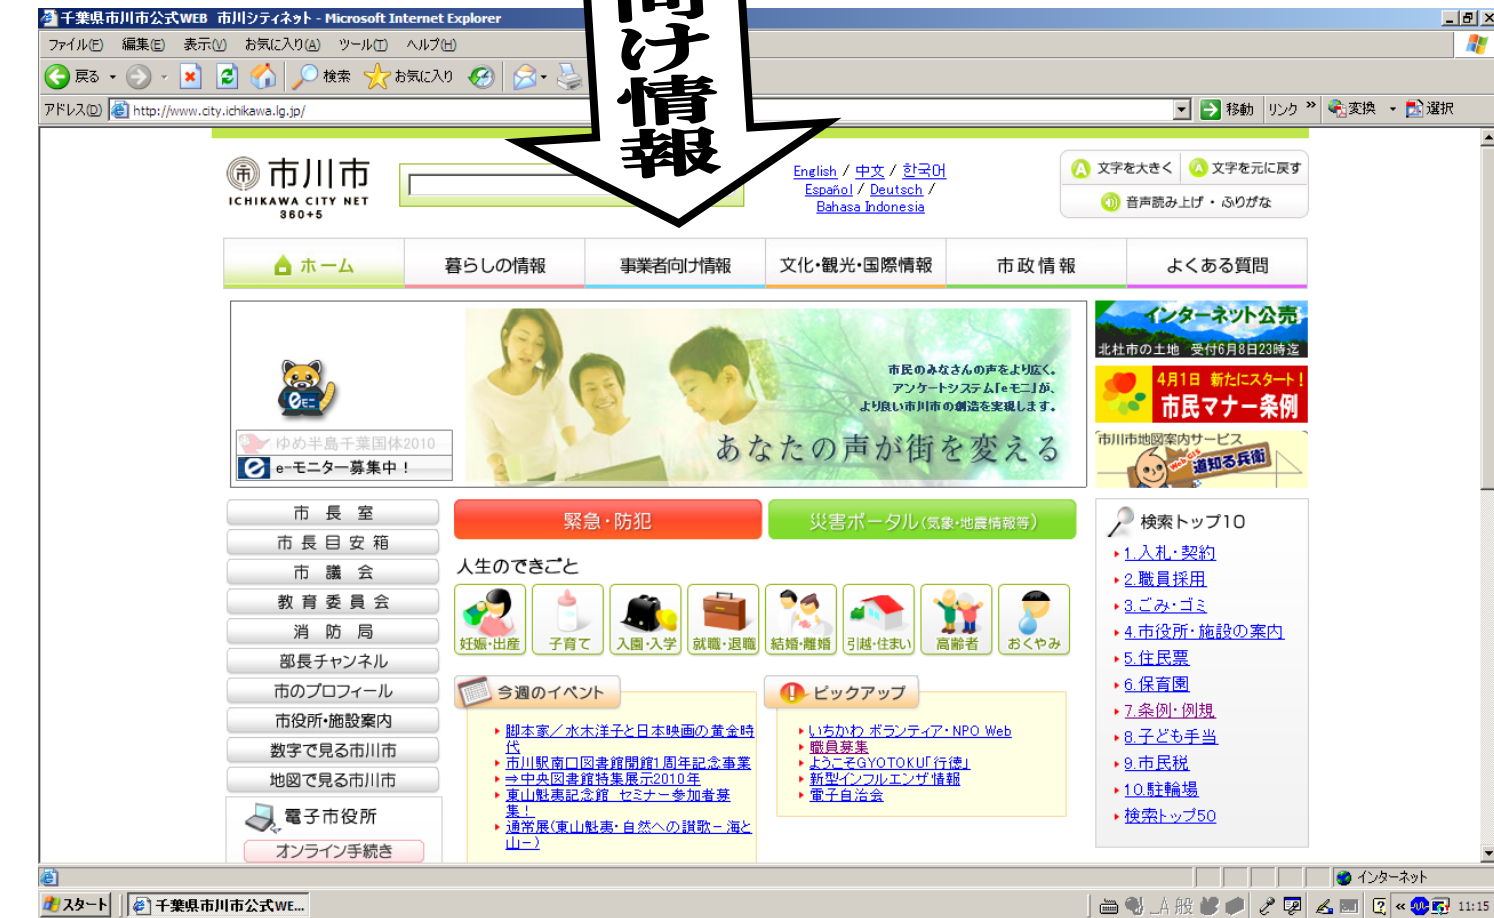 千葉県市川市公式WEB 市川シティネット - Microsoft Internet Explorer
ファイル(F) 編集(E) 表示(V) お気に入り(A) ツール(T) ヘルプ(H)
戻る 検索 お気に入り
アドレス(D) http://www.city.ichikawa.lg.jp/ 移動 リンク » 変換 選択
向け情報
市川市
ICHIKAWA CITY NET
360+5
English / 中文 / 한국어
Español / Deutsch /
Bahasa Indonesia
A 文字を大きく A 文字を元に戻す
音声読み上げ・ふりがな
ホーム 暮らしの情報 事業者向け情報 文化・観光・国際情報 市政情報 よくある質問
eモニ
ゆめ半島千葉国体2010
e-モニター募集中!
市民のみなさんの声をより広く。
アンケートシステム「eモニ」が、
より良い市川市の創造を実現します。
あなたの声が街を変える
インターネット公売
北杜市の土地 受付6月8日23時迄
4月1日 新たにスタート!
市民マナー条例
市川市地図案内サービス
Web GIS 道知る兵衛
市長室
市長目安箱
市議会
教育委員会
消防局
部長チャンネル
市のプロフィール
市役所・施設案内
数字で見る市川市
地図で見る市川市
電子市役所
オンライン手続き
緊急・防犯 災害ポータル(気象・地震情報等)
人生のできごと
妊娠・出産 子育て 入園・入学 就職・退職 結婚・離婚 引越・住まい 高齢者 おくやみ
今週のイベント
脚本家/水木洋子と日本映画の黄金時
代
市川駅南口図書館開館1周年記念事業
⇒中央図書館特集展示2010年
東山魁夷記念館 セミナー参加者募
集!
通常展(東山魁夷・自然への讃歌－海と
山－)
ピックアップ
いちかわ ボランティア・NPO Web
職員募集
ようこそGYOTOKU「行徳」
新型インフルエンザ情報
電子自治会
検索トップ10
1.入札・契約
2.職員採用
3.ごみ・ゴミ
4.市役所・施設の案内
5.住民票
6.保育園
7.条例・例規
8.子ども手当
9.市民税
10.駐輪場
検索トップ50
インターネット
スタート 千葉県市川市公式WE... A 般 « 11:15